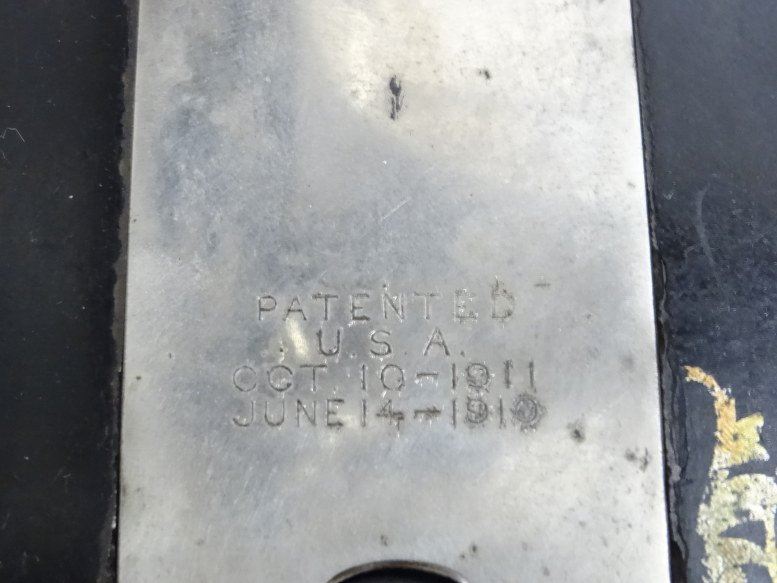 PATENTED
U.S.A.
OCT 10-1911
JUNE 14-1910